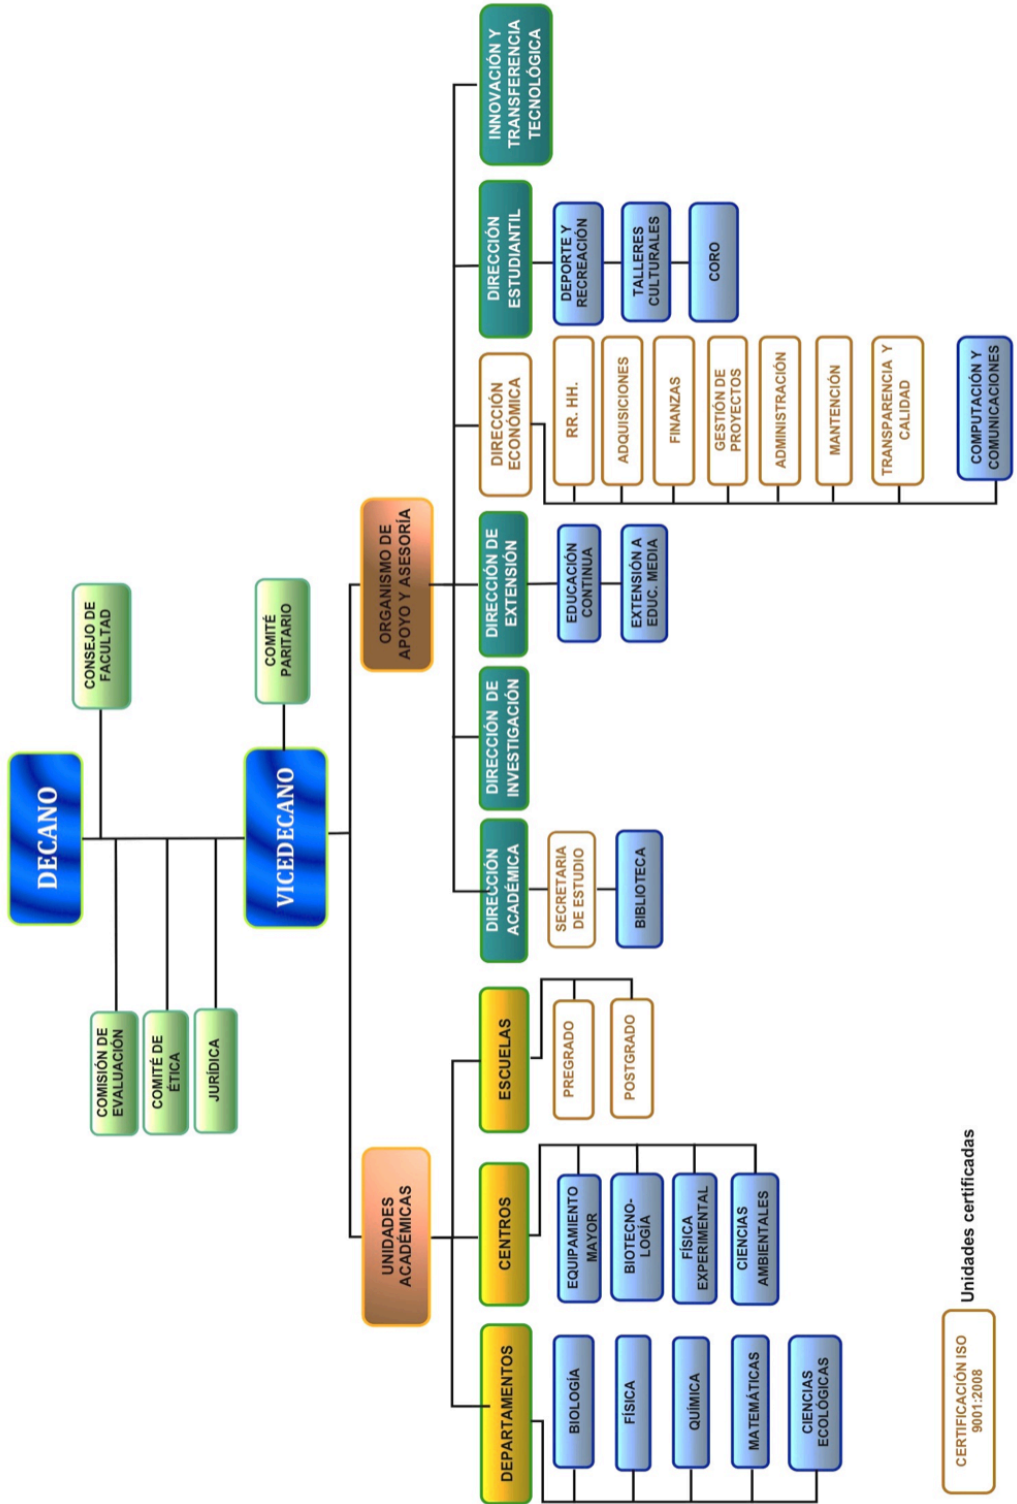 DECANO
CONSEJO DE
FACULTAD
COMISIÓN DE
EVALUACIÓN
COMITÉ DE
ÉTICA
JURÍDICA
VICEDECANO
COMITÉ
PARITARIO
UNIDADES
ACADÉMICAS
ORGANISMO DE
APOYO Y ASESORÍA
DEPARTAMENTOS
BIOLOGÍA
FÍSICA
QUÍMICA
MATEMÁTICAS
CIENCIAS
ECOLÓGICAS
CENTROS
EQUIPAMIENTO
MAYOR
BIOTECNO-
LOGÍA
FÍSICA
EXPERIMENTAL
CIENCIAS
AMBIENTALES
ESCUELAS
PREGRADO
POSTGRADO
DIRECCIÓN
ACADÉMICA
SECRETARIA
DE ESTUDIO
BIBLIOTECA
DIRECCIÓN DE
INVESTIGACIÓN
DIRECCIÓN DE
EXTENSIÓN
EDUCACIÓN
CONTINUA
EXTENSIÓN A
EDUC. MEDIA
DIRECCIÓN
ECONÓMICA
RR. HH.
ADQUISICIONES
FINANZAS
GESTIÓN DE
PROYECTOS
ADMINISTRACIÓN
MANTENCIÓN
TRANSPARENCIA Y
CALIDAD
COMPUTACIÓN Y
COMUNICACIONES
DIRECCIÓN
ESTUDIANTIL
DEPORTE Y
RECREACIÓN
TALLERES
CULTURALES
CORO
INNOVACIÓN Y
TRANSFERENCIA
TECNOLÓGICA
CERTIFICACIÓN ISO
9001:2008
Unidades certificadas